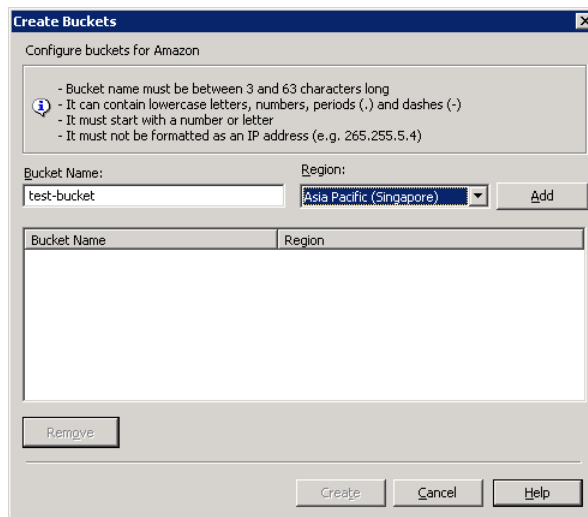 Create Buckets
Configure buckets for Amazon
- Bucket name must be between 3 and 63 characters long
- It can contain lowercase letters, numbers, periods (.) and dashes (-)
- It must start with a number or letter
- It must not be formatted as an IP address (e.g. 265.255.5.4)
Bucket Name: Region:
test-bucket Asia Pacific (Singapore) Add
Bucket Name Region
Remove
Create Cancel Help